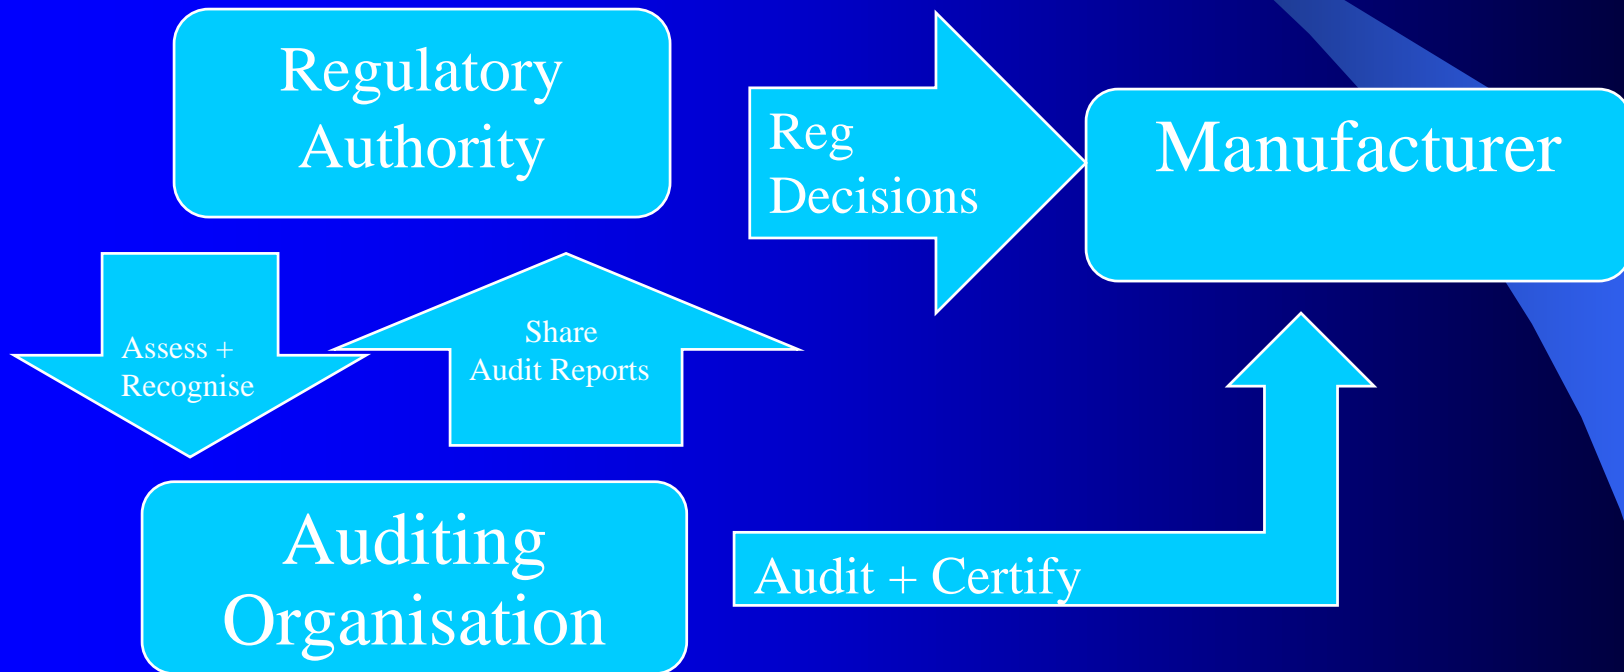 Regulatory
Authority
Reg
Decisions
Manufacturer
Assess +
Recognise
Share
Audit Reports
Auditing
Organisation
Audit + Certify